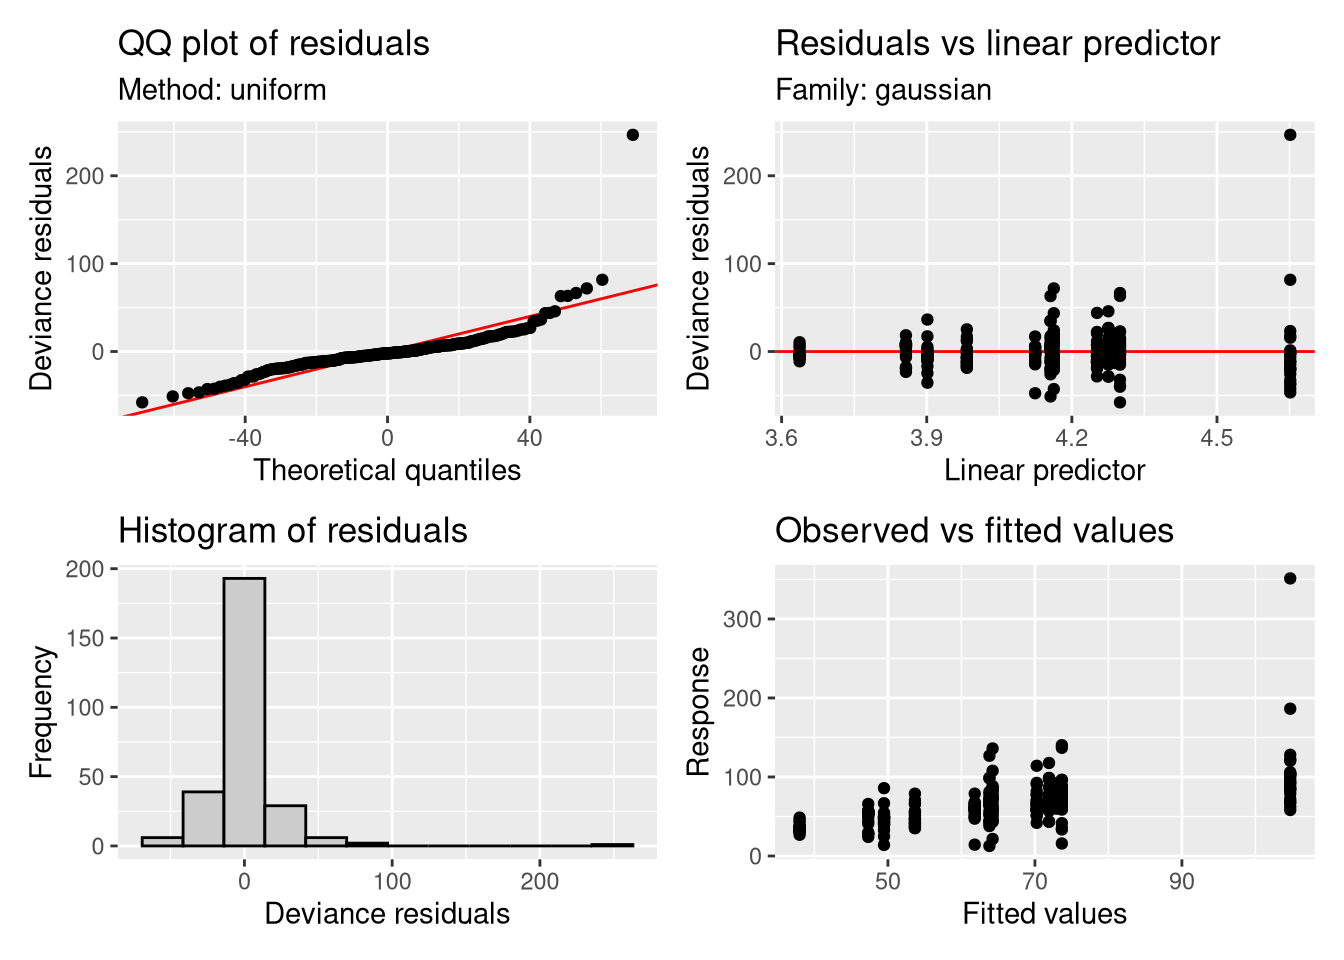 QQ plot of residuals
Method: uniform
Deviance residuals
200
100
0
-40
0
40
Theoretical quantiles
Residuals vs linear predictor
Family: gaussian
Deviance residuals
200
100
0
3.6
3.9
4.2
4.5
Linear predictor
Histogram of residuals
Frequency
200
150
100
50
0
0
100
200
Deviance residuals
Observed vs fitted values
Response
300
200
100
0
50
70
90
Fitted values